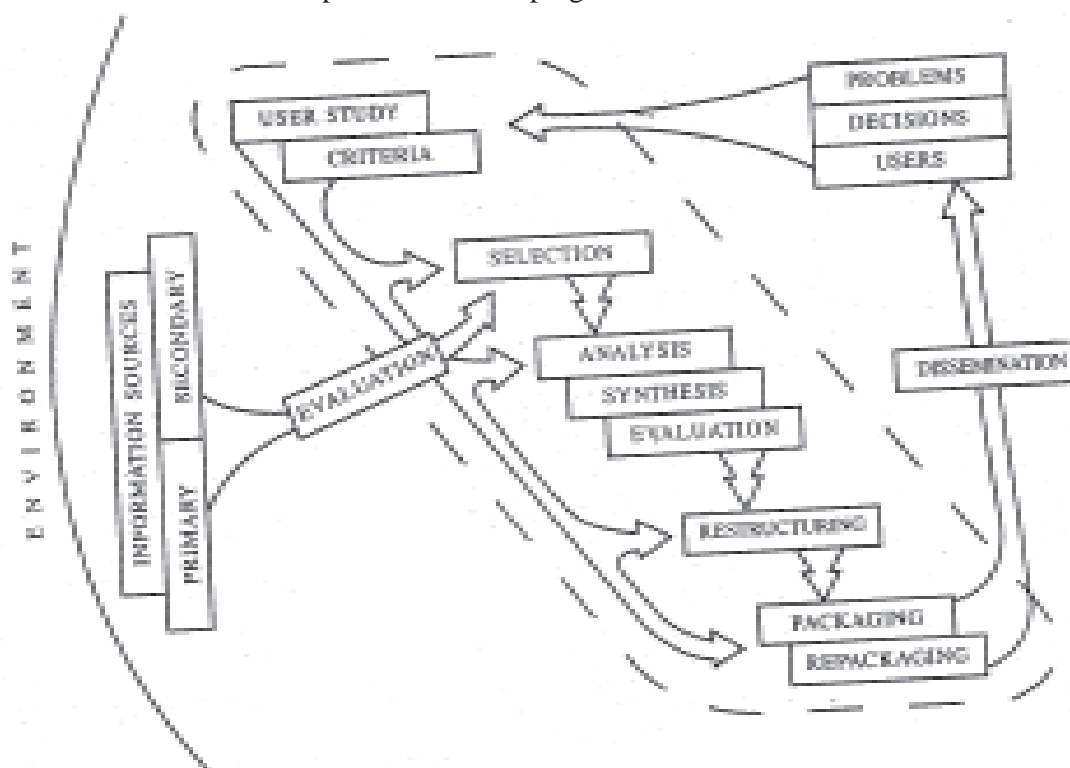 USER STUDY
CRITERIA
PROBLEMS
DECISIONS
USERS
SELECTION
ENVIRONMENT
INFORMATION SOURCES
SECONDARY
PRIMARY
EVALUATION
ANALYSIS
SYNTHESIS
EVALUATION
DISSEMINATION
RESTRUCTURING
PACKAGING
REPACKAGING